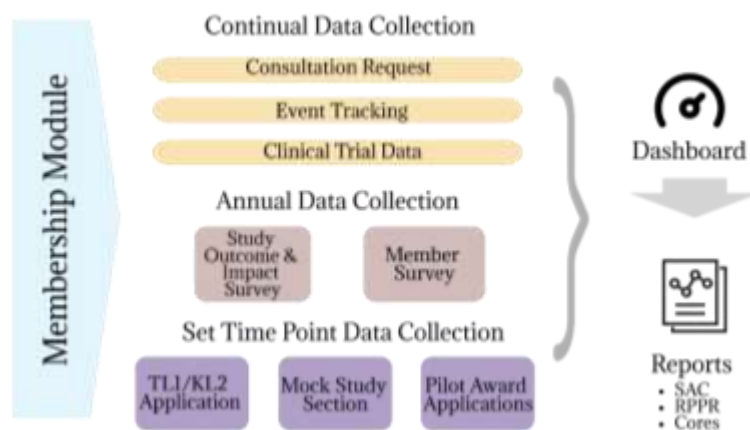 Membership Module
Continual Data Collection
Consultation Request
Event Tracking
Clinical Trial Data
Annual Data Collection
Study
Outcome &
Impact
Survey
Member
Survey
Set Time Point Data Collection
TL1/KL2
Application
Mock Study
Section
Pilot Award
Applications
Dashboard
Reports
• SAC
• RPPR
• Cores